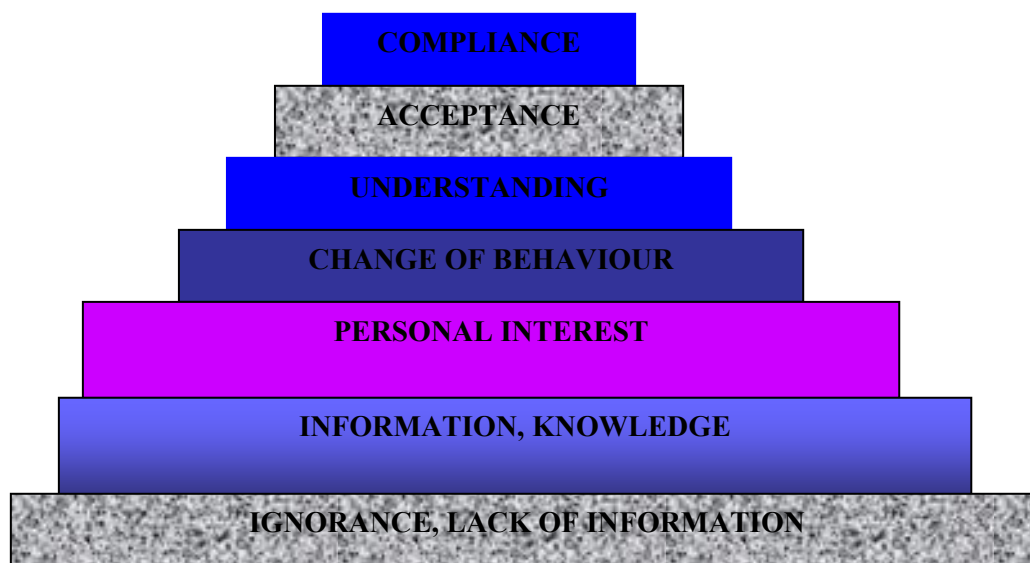 COMPLIANCE
ACCEPTANCE
UNDERSTANDING
CHANGE OF BEHAVIOUR
PERSONAL INTEREST
INFORMATION, KNOWLEDGE
IGNORANCE, LACK OF INFORMATION